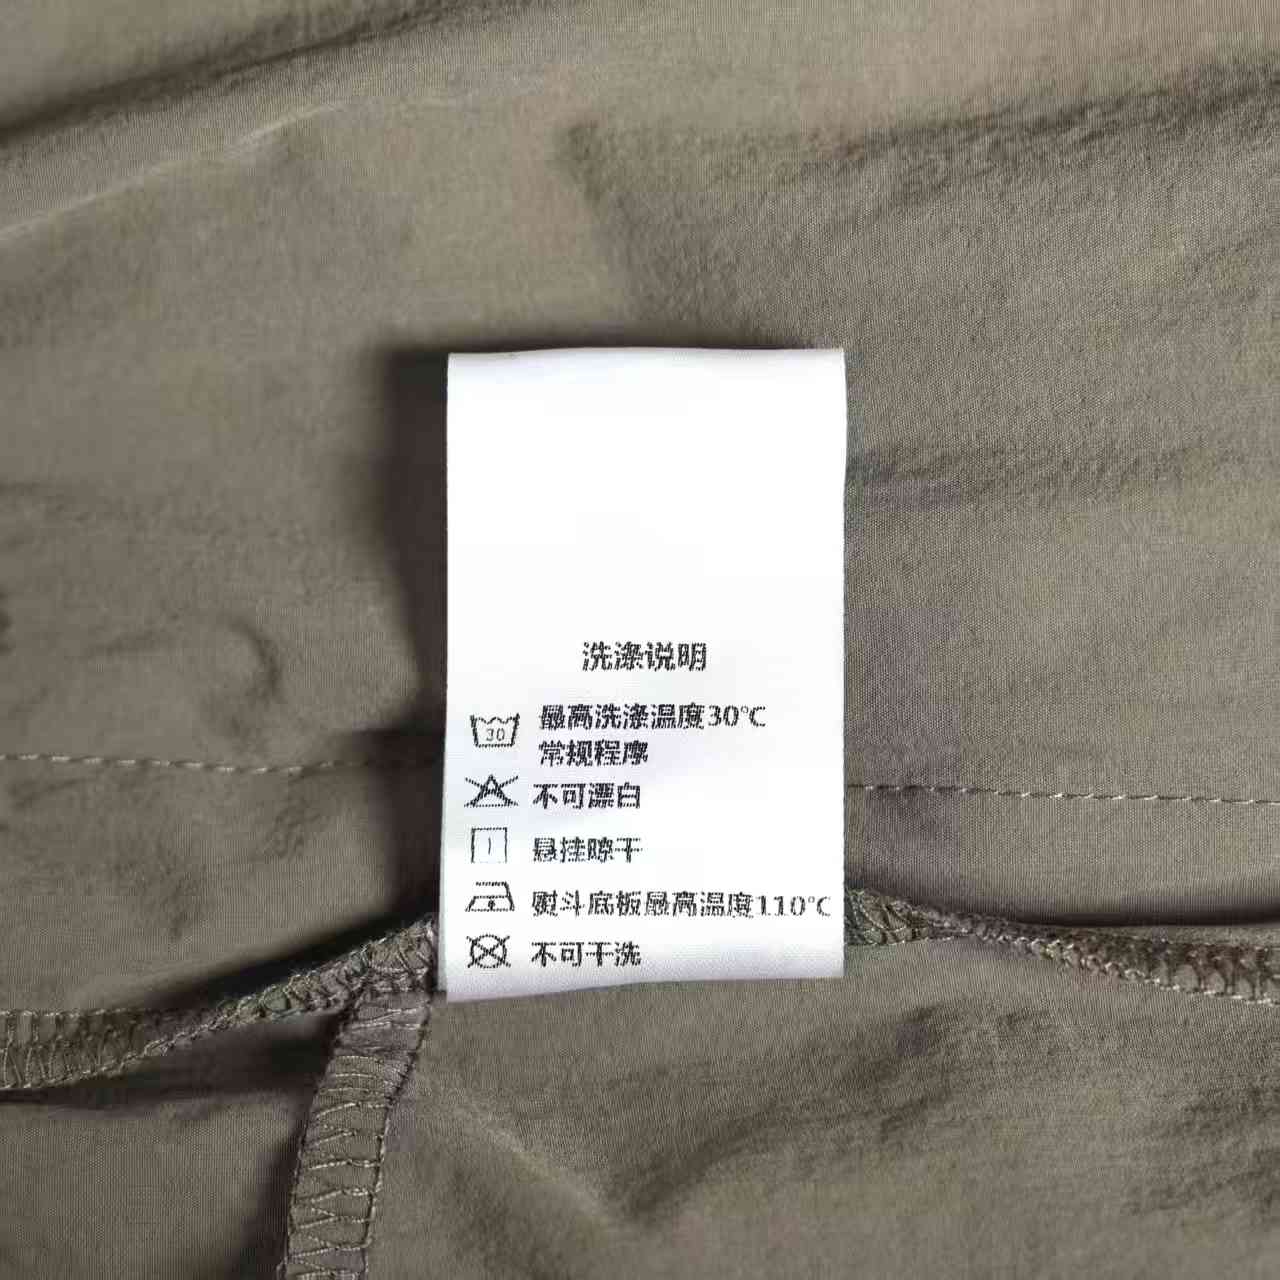 洗涤说明
30
最高洗涤温度30℃
常规程序
不可漂白
悬挂晾干
熨斗底板最高温度110℃
不可干洗